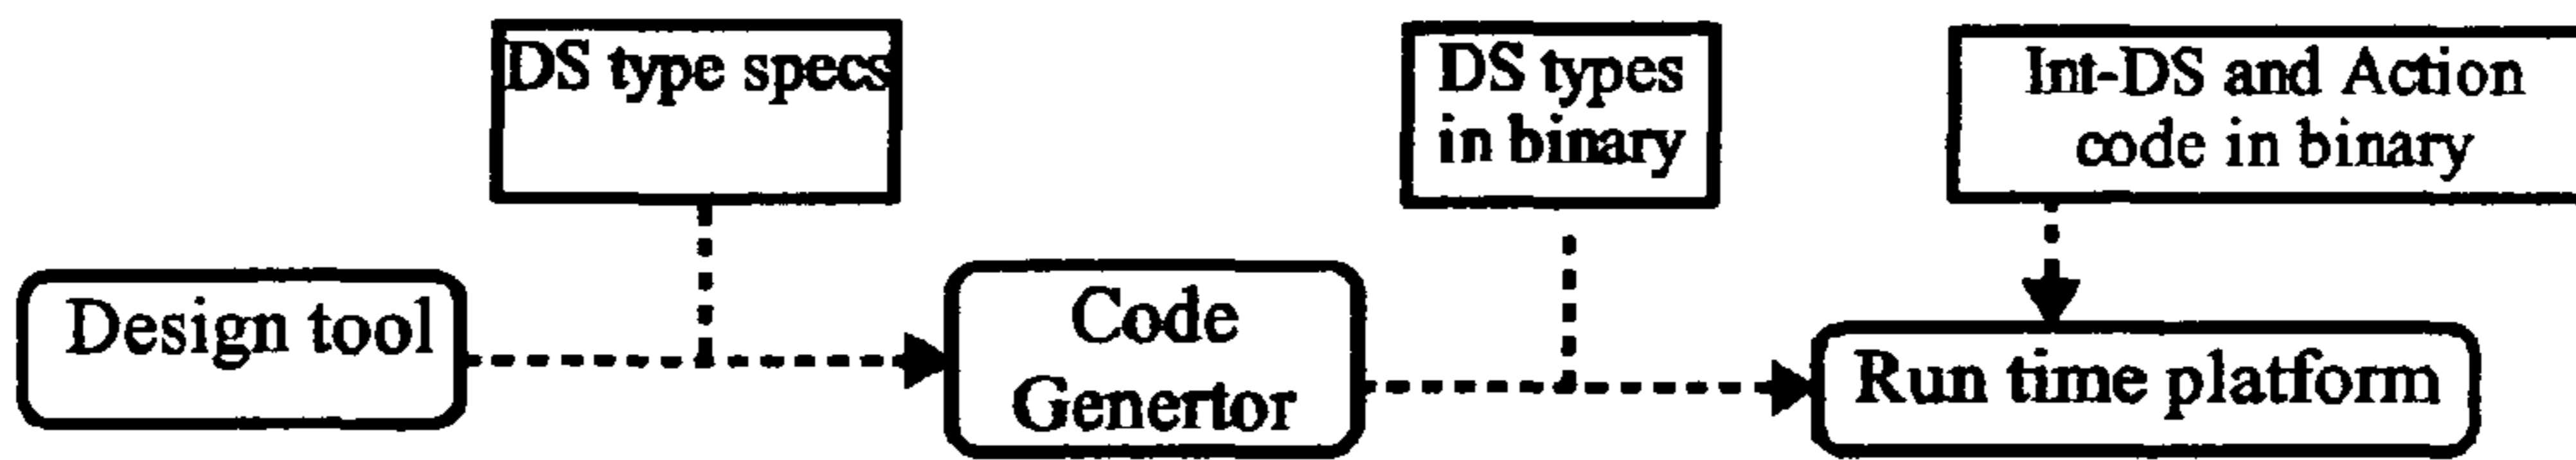 DS type specs
DS types
in binary
Int-DS and Action
code in binary
Design tool
Code
Genertor
Run time platform